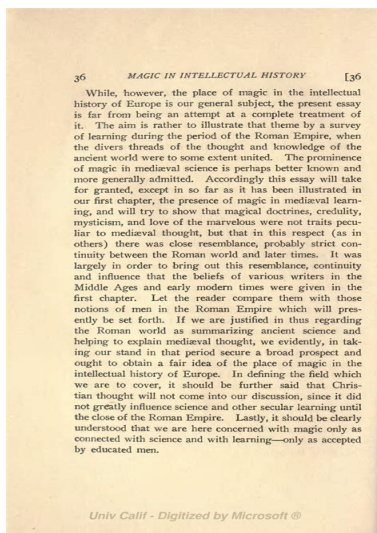 36 MAGIC IN INTELLECTUAL HISTORY [36
While, however, the place of magic in the intellectual
history of Europe is our general subject, the present essay
is far from being an attempt at a complete treatment of
it. The aim is rather to illustrate that theme by a survey
of learning during the period of the Roman Empire, when
the divers threads of the thought and knowledge of the
ancient world were to some extent united. The prominence
of magic in mediæval science is perhaps better known and
more generally admitted. Accordingly this essay will take
for granted, except in so far as it has been illustrated in
our first chapter, the presence of magic in mediæval learn-
ing, and will try to show that magical doctrines, credulity,
mysticism, and love of the marvelous were not traits pecu-
liar to mediæval thought, but that in this respect (as in
others) there was close resemblance, probably strict con-
tinuity between the Roman world and later times. It was
largely in order to bring out this resemblance, continuity
and influence that the beliefs of various writers in the
Middle Ages and early modern times were given in the
first chapter. Let the reader compare them with those
notions of men in the Roman Empire which will pres-
ently be set forth. If we are justified in thus regarding
the Roman world as summarizing ancient science and
helping to explain mediæval thought, we evidently, in tak-
ing our stand in that period secure a broad prospect and
ought to obtain a fair idea of the place of magic in the
intellectual history of Europe. In defining the field which
we are to cover, it should be further said that Chris-
tian thought will not come into our discussion, since it did
not greatly influence science and other secular learning until
the close of the Roman Empire. Lastly, it should be clearly
understood that we are here concerned with magic only as
connected with science and with learning—only as accepted
by educated men.
Univ Calif - Digitized by Microsoft ®